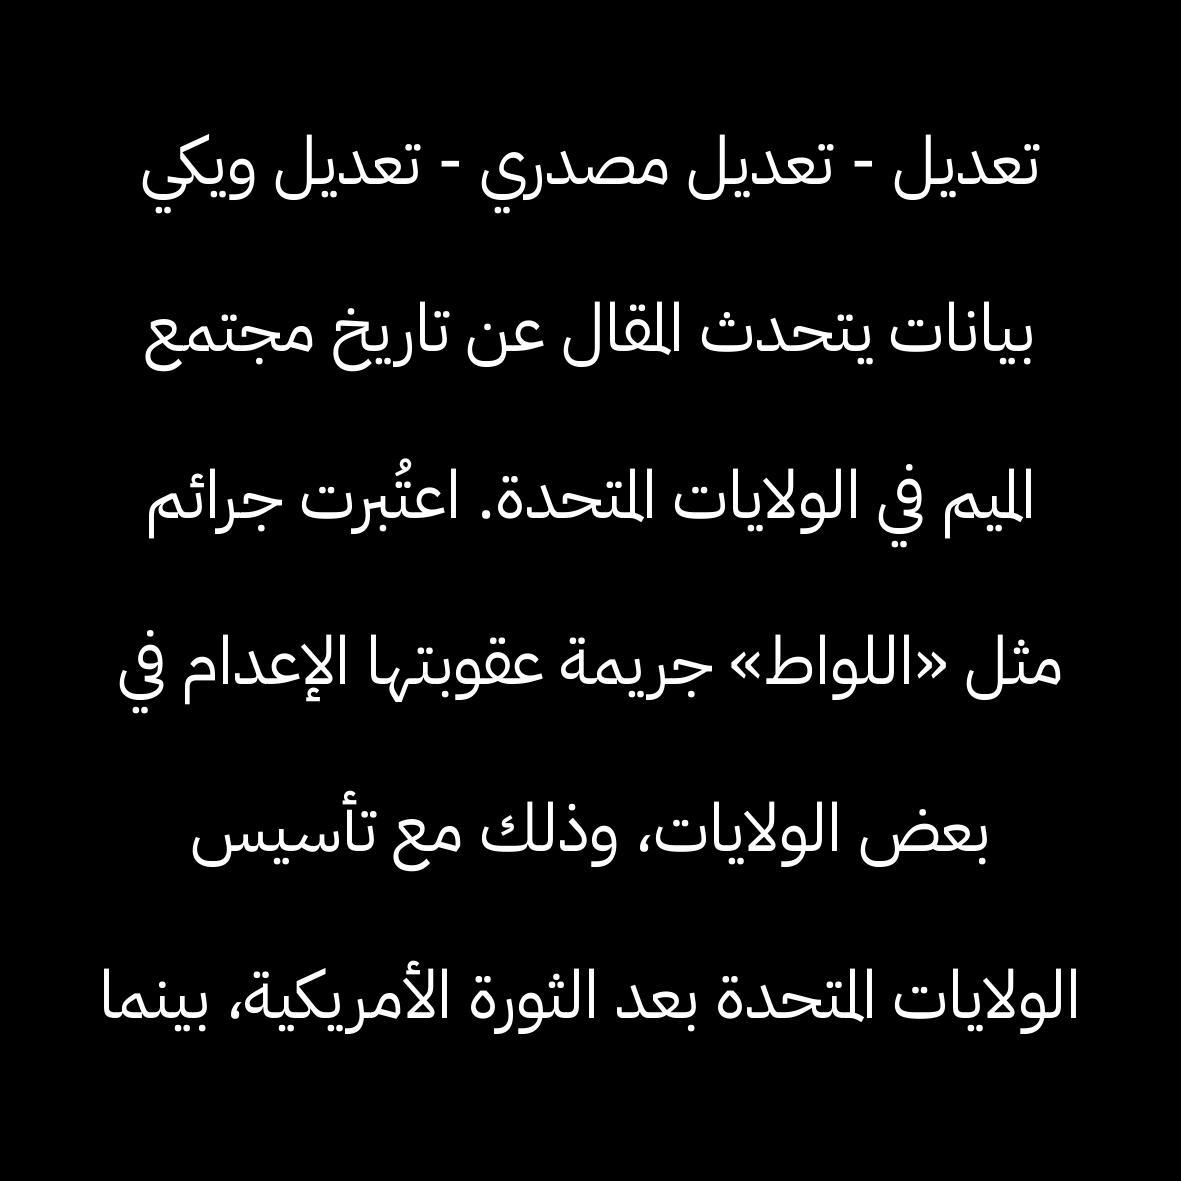 تعديل - تعديل مصدري - تعديل ويكي
بيانات يتحدث المقال عن تاريخ مجتمع
الميم في الولايات المتحدة. اعتُبرت جرائم
مثل «اللواط» جريمة عقوبتها الإعدام في
بعض الولايات، وذلك مع تأسيس
الولايات المتحدة بعد الثورة الأمريكية، بينما